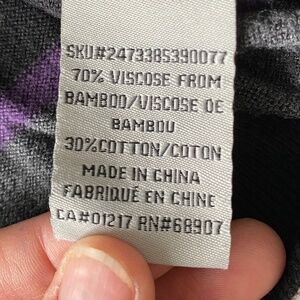 SKU#2473385390077
70% VISCOSE FROM
BAMBOO/VISCOSE DE
BAMBOU
30%COTTON/COTON
MADE IN CHINA
FABRIQUÉ EN CHINE
CA#01217 RN#68907